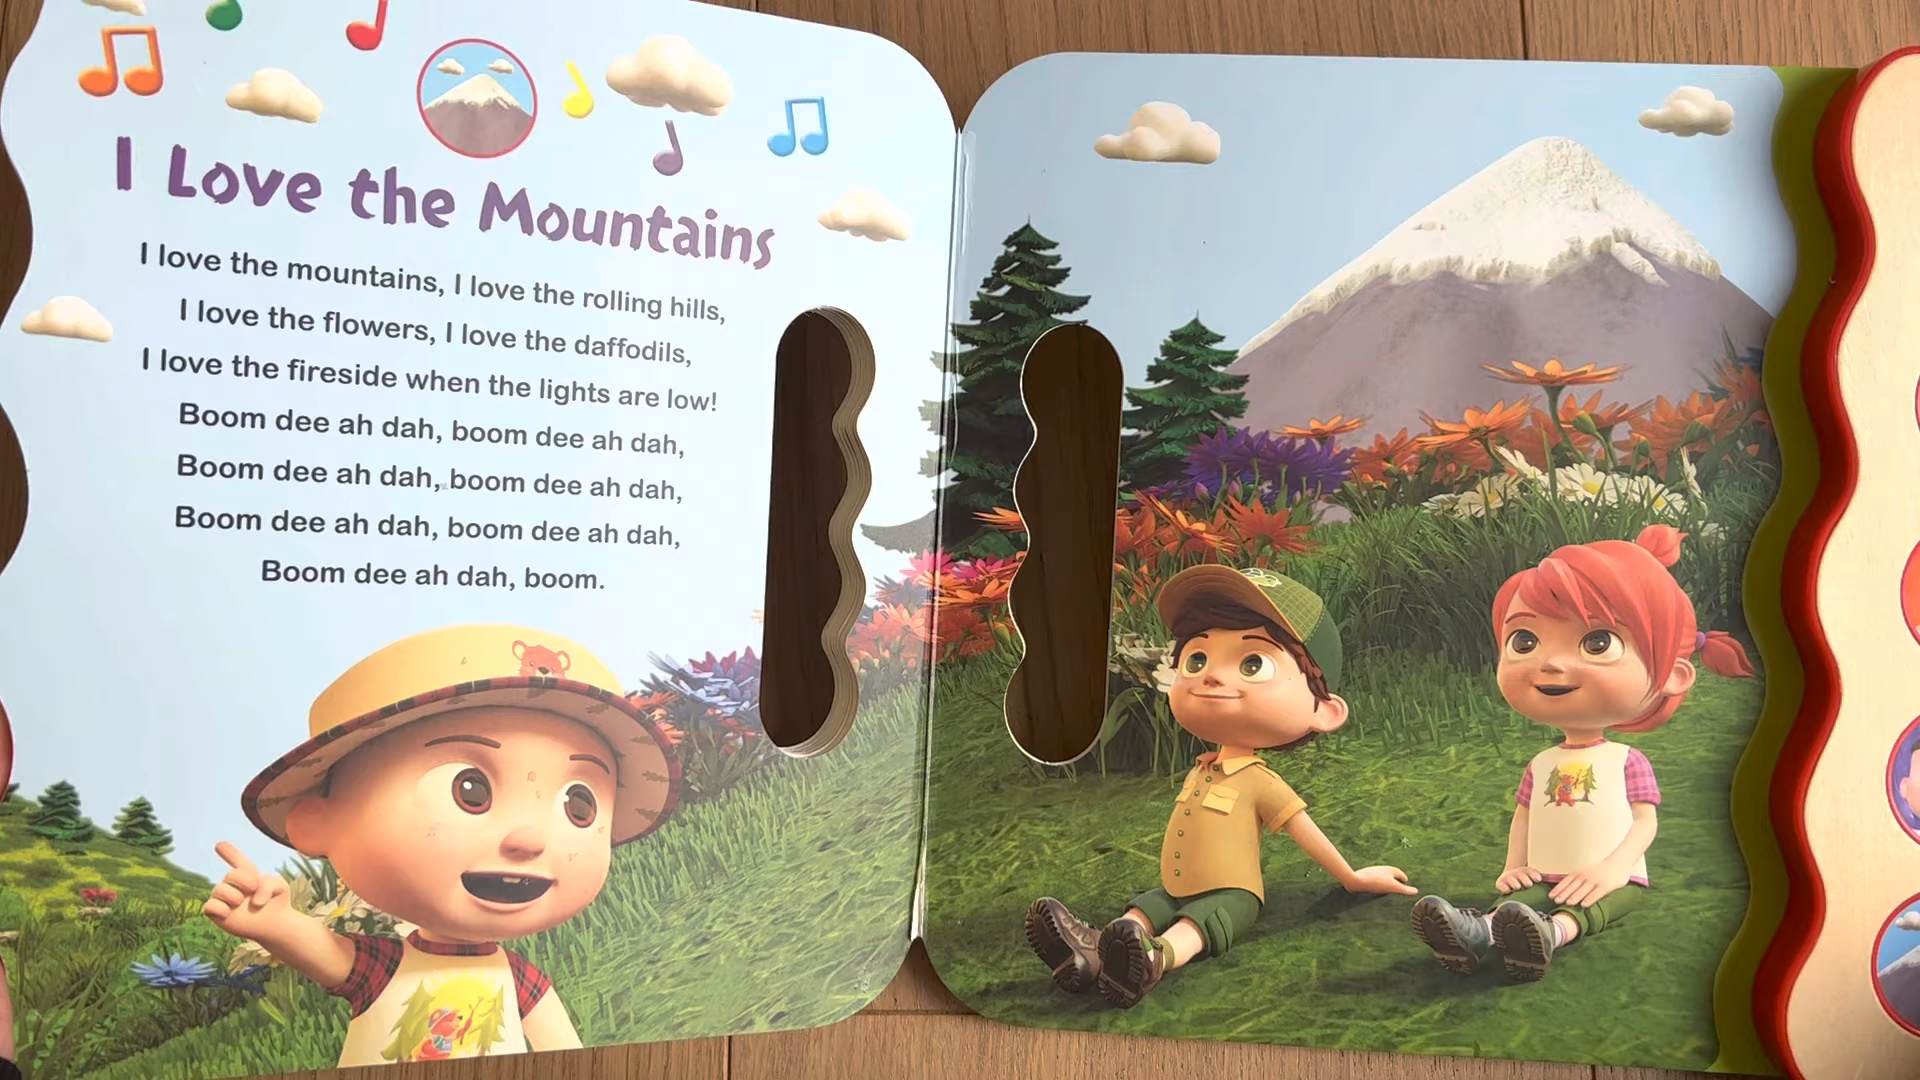 I Love the Mountains
I love the mountains, I love the rolling hills,
I love the flowers, I love the daffodils,
I love the fireside when the lights are low!
Boom dee ah dah, boom dee ah dah,
Boom dee ah dah, boom dee ah dah,
Boom dee ah dah, boom dee ah dah,
Boom dee ah dah, boom.